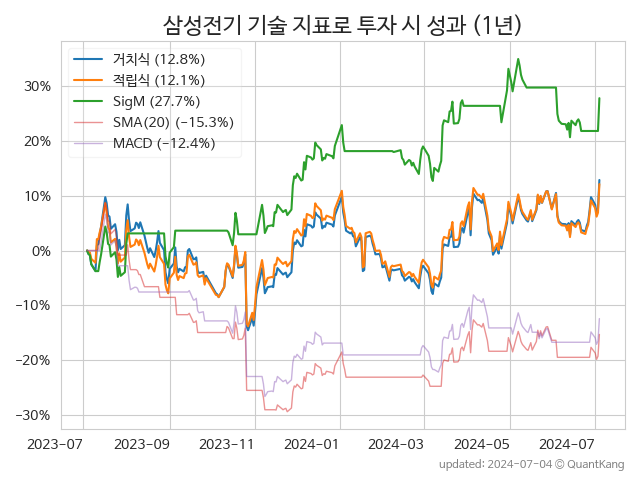 삼성전기 기술 지표로 투자 시 성과 (1년)
거치식 (12.8%)
적립식 (12.1%)
SigM (27.7%)
SMA(20) (−15.3%)
MACD (−12.4%)
30%
20%
10%
0%
−10%
−20%
−30%
2023-07 2023-09 2023-11 2024-01 2024-03 2024-05 2024-07
updated: 2024-07-04 © QuantKang